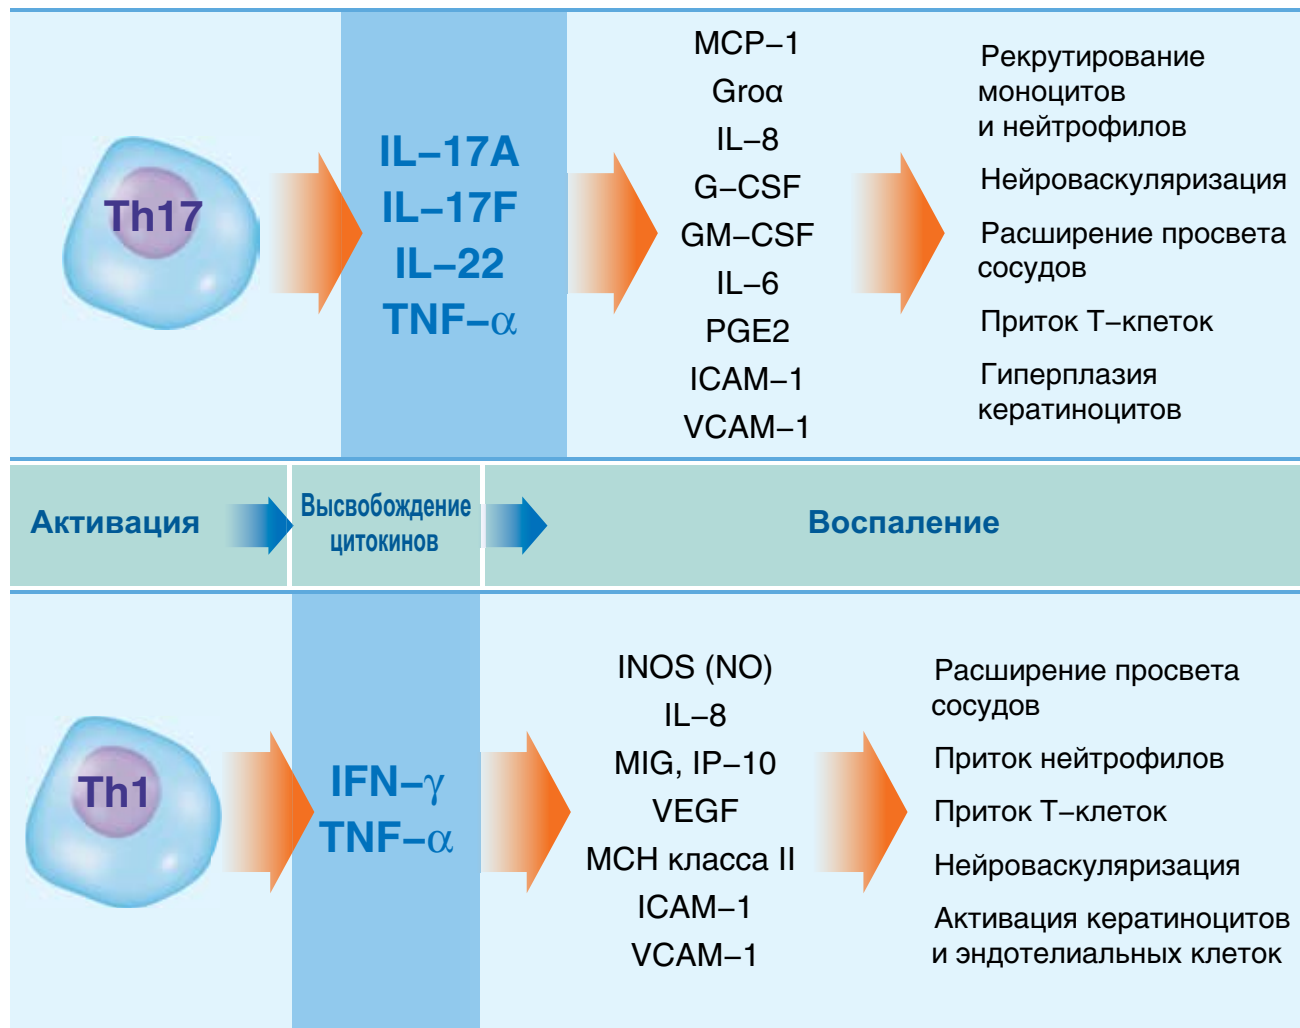 Th17
IL–17A
IL–17F
IL–22
TNF–α
MCP–1
Groα
IL–8
G–CSF
GM–CSF
IL–6
PGE2
ICAM–1
VCAM–1
Рекрутирование
моноцитов
и нейтрофилов
Нейроваскуляризация
Расширение просвета
сосудов
Приток Т–кпеток
Гиперплазия
кератиноцитов
Активация
Высвобождение
цитокинов
Воспаление
Th1
IFN–γ
TNF–α
INOS (NO)
IL–8
MIG, IP–10
VEGF
MCH класса II
ICAM–1
VCAM–1
Расширение просвета
сосудов
Приток нейтрофилов
Приток Т–клеток
Нейроваскуляризация
Активация кератиноцитов
и эндотелиальных клеток